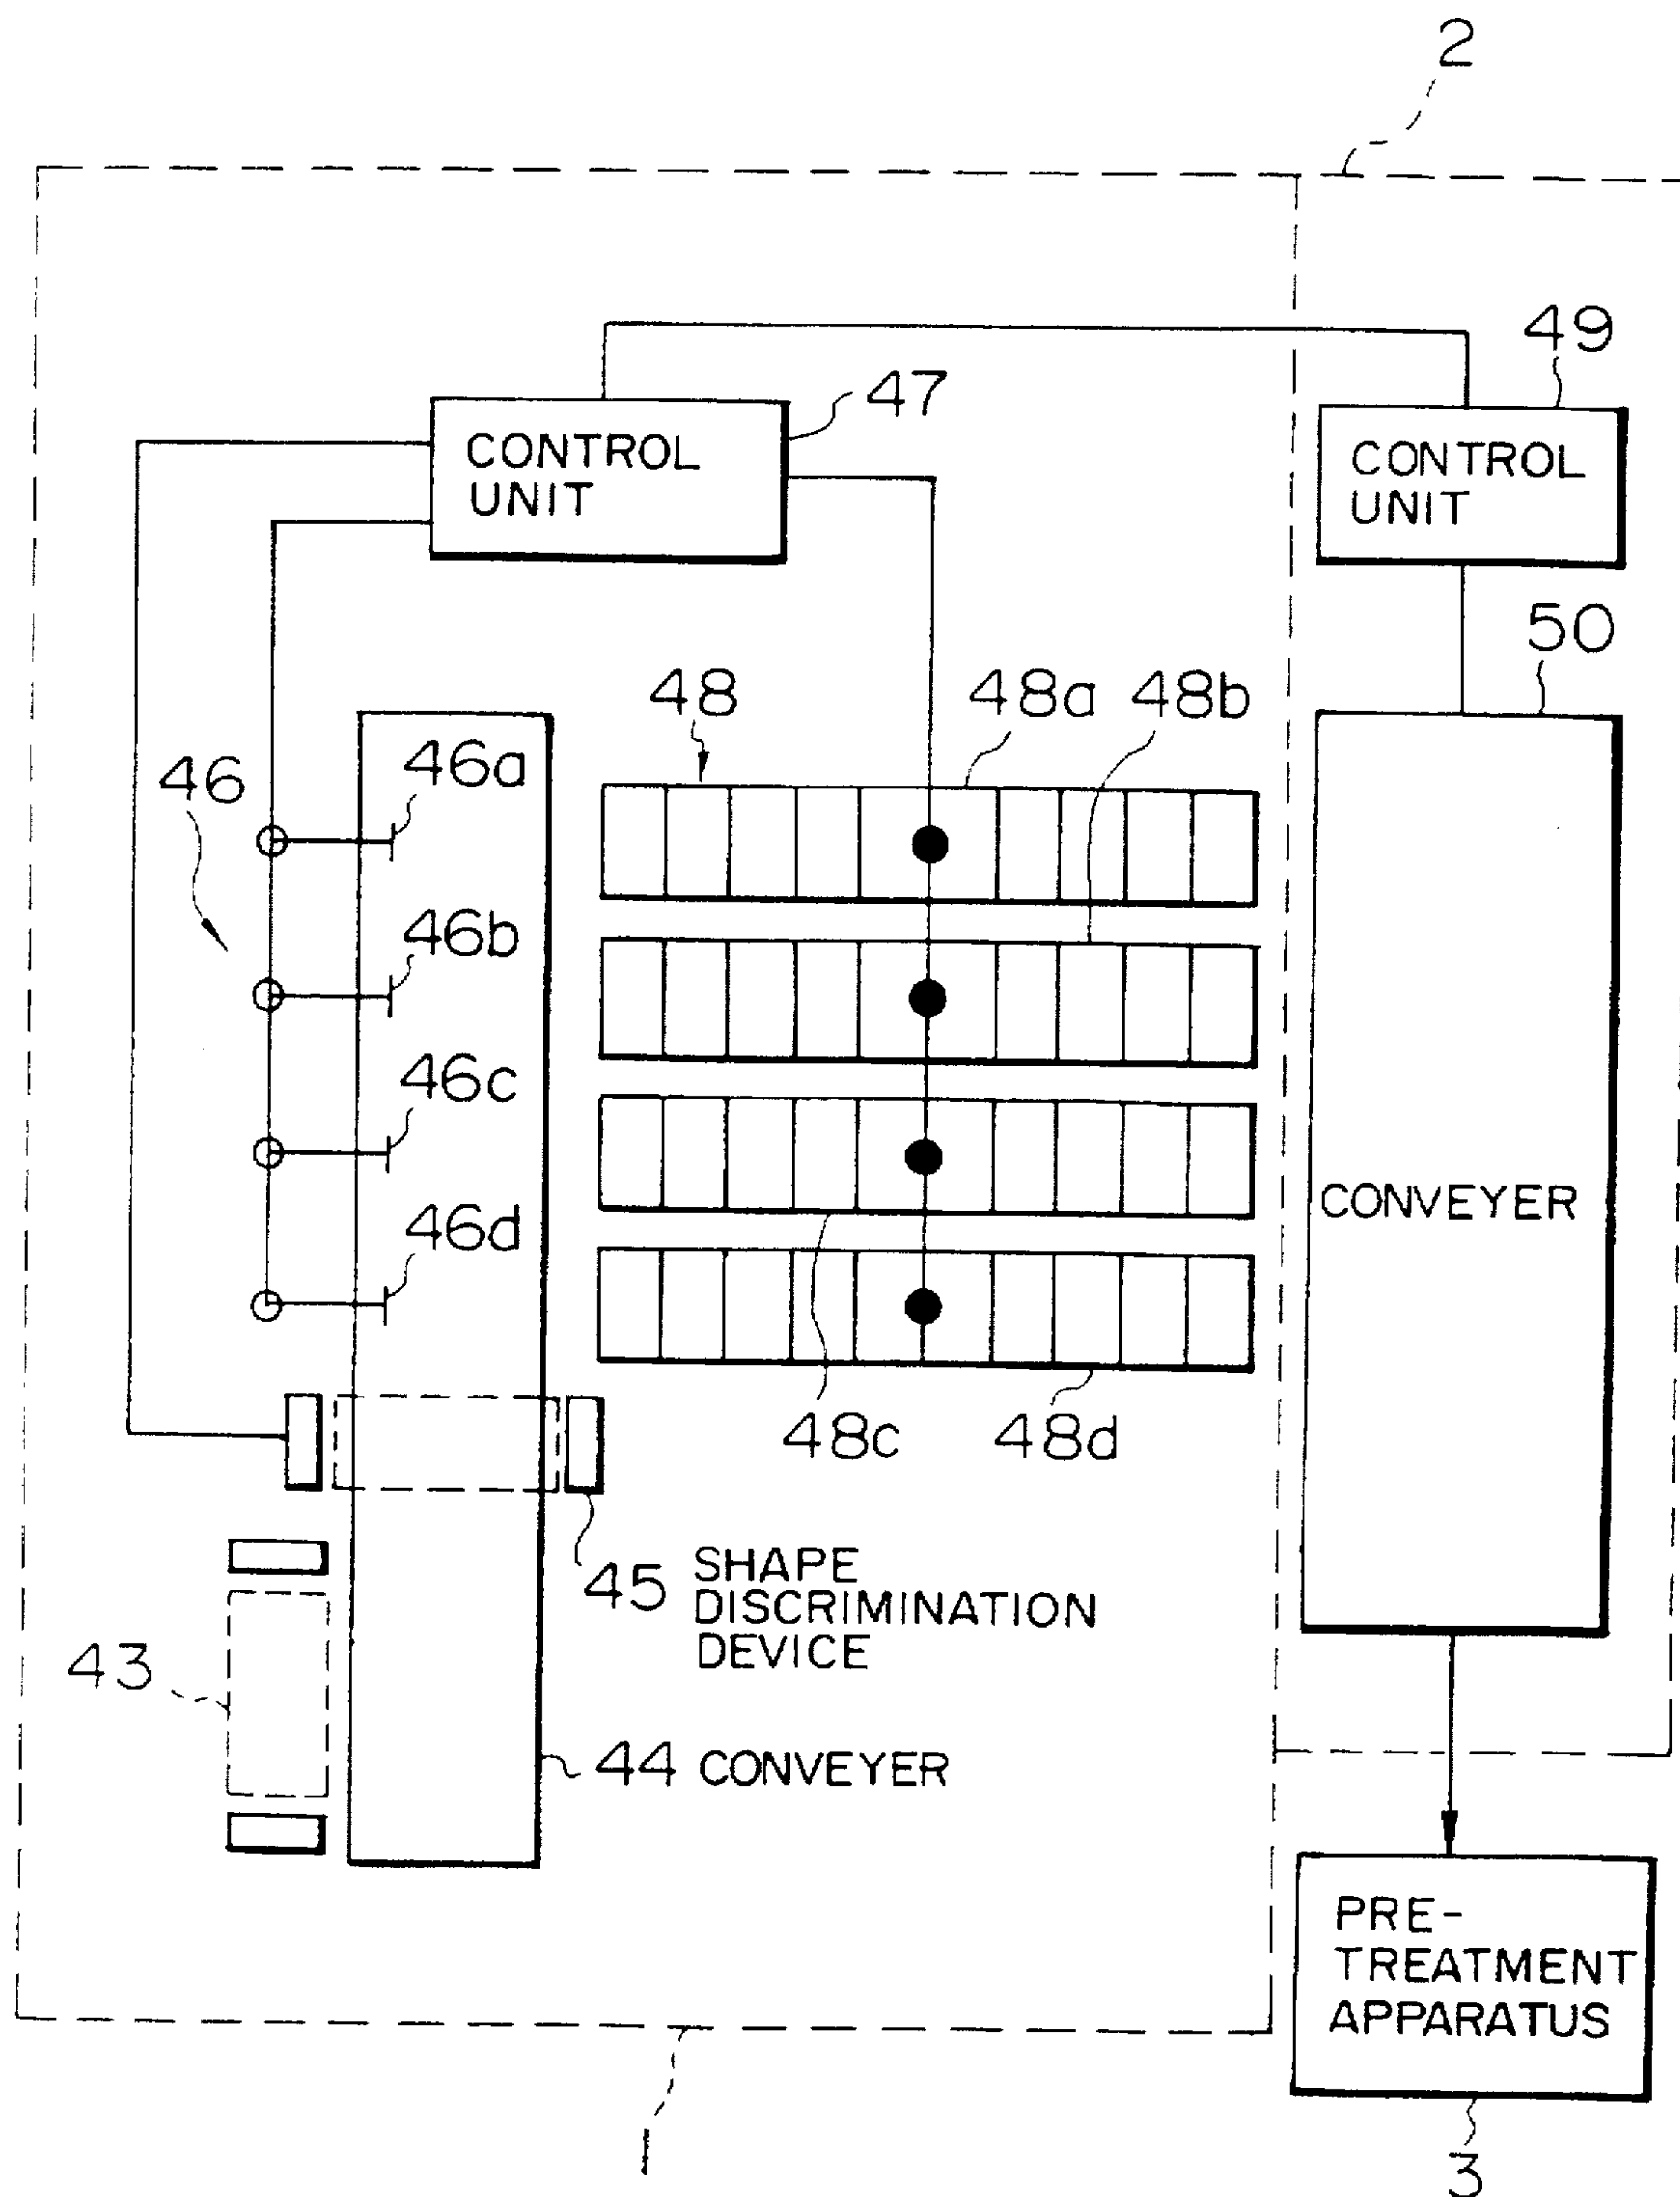 2
49
47
CONTROL
UNIT
CONTROL
UNIT
50
48
48a
48b
46
46a
46b
46c
46d
CONVEYER
48c
48d
45 SHAPE
DISCRIMINATION
DEVICE
43
44 CONVEYER
PRE-
TREATMENT
APPARATUS
1
3